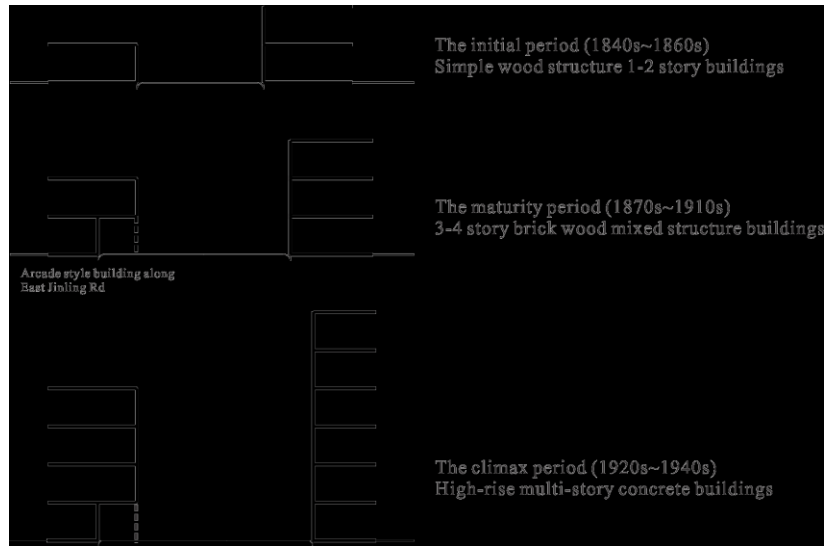 The initial period (1840s~1860s)
Simple wood structure 1-2 story buildings
The maturity period (1870s~1910s)
3-4 story brick wood mixed structure buildings
Arcade style building along
East Jinling Rd
The climax period (1920s~1940s)
High-rise multi-story concrete buildings